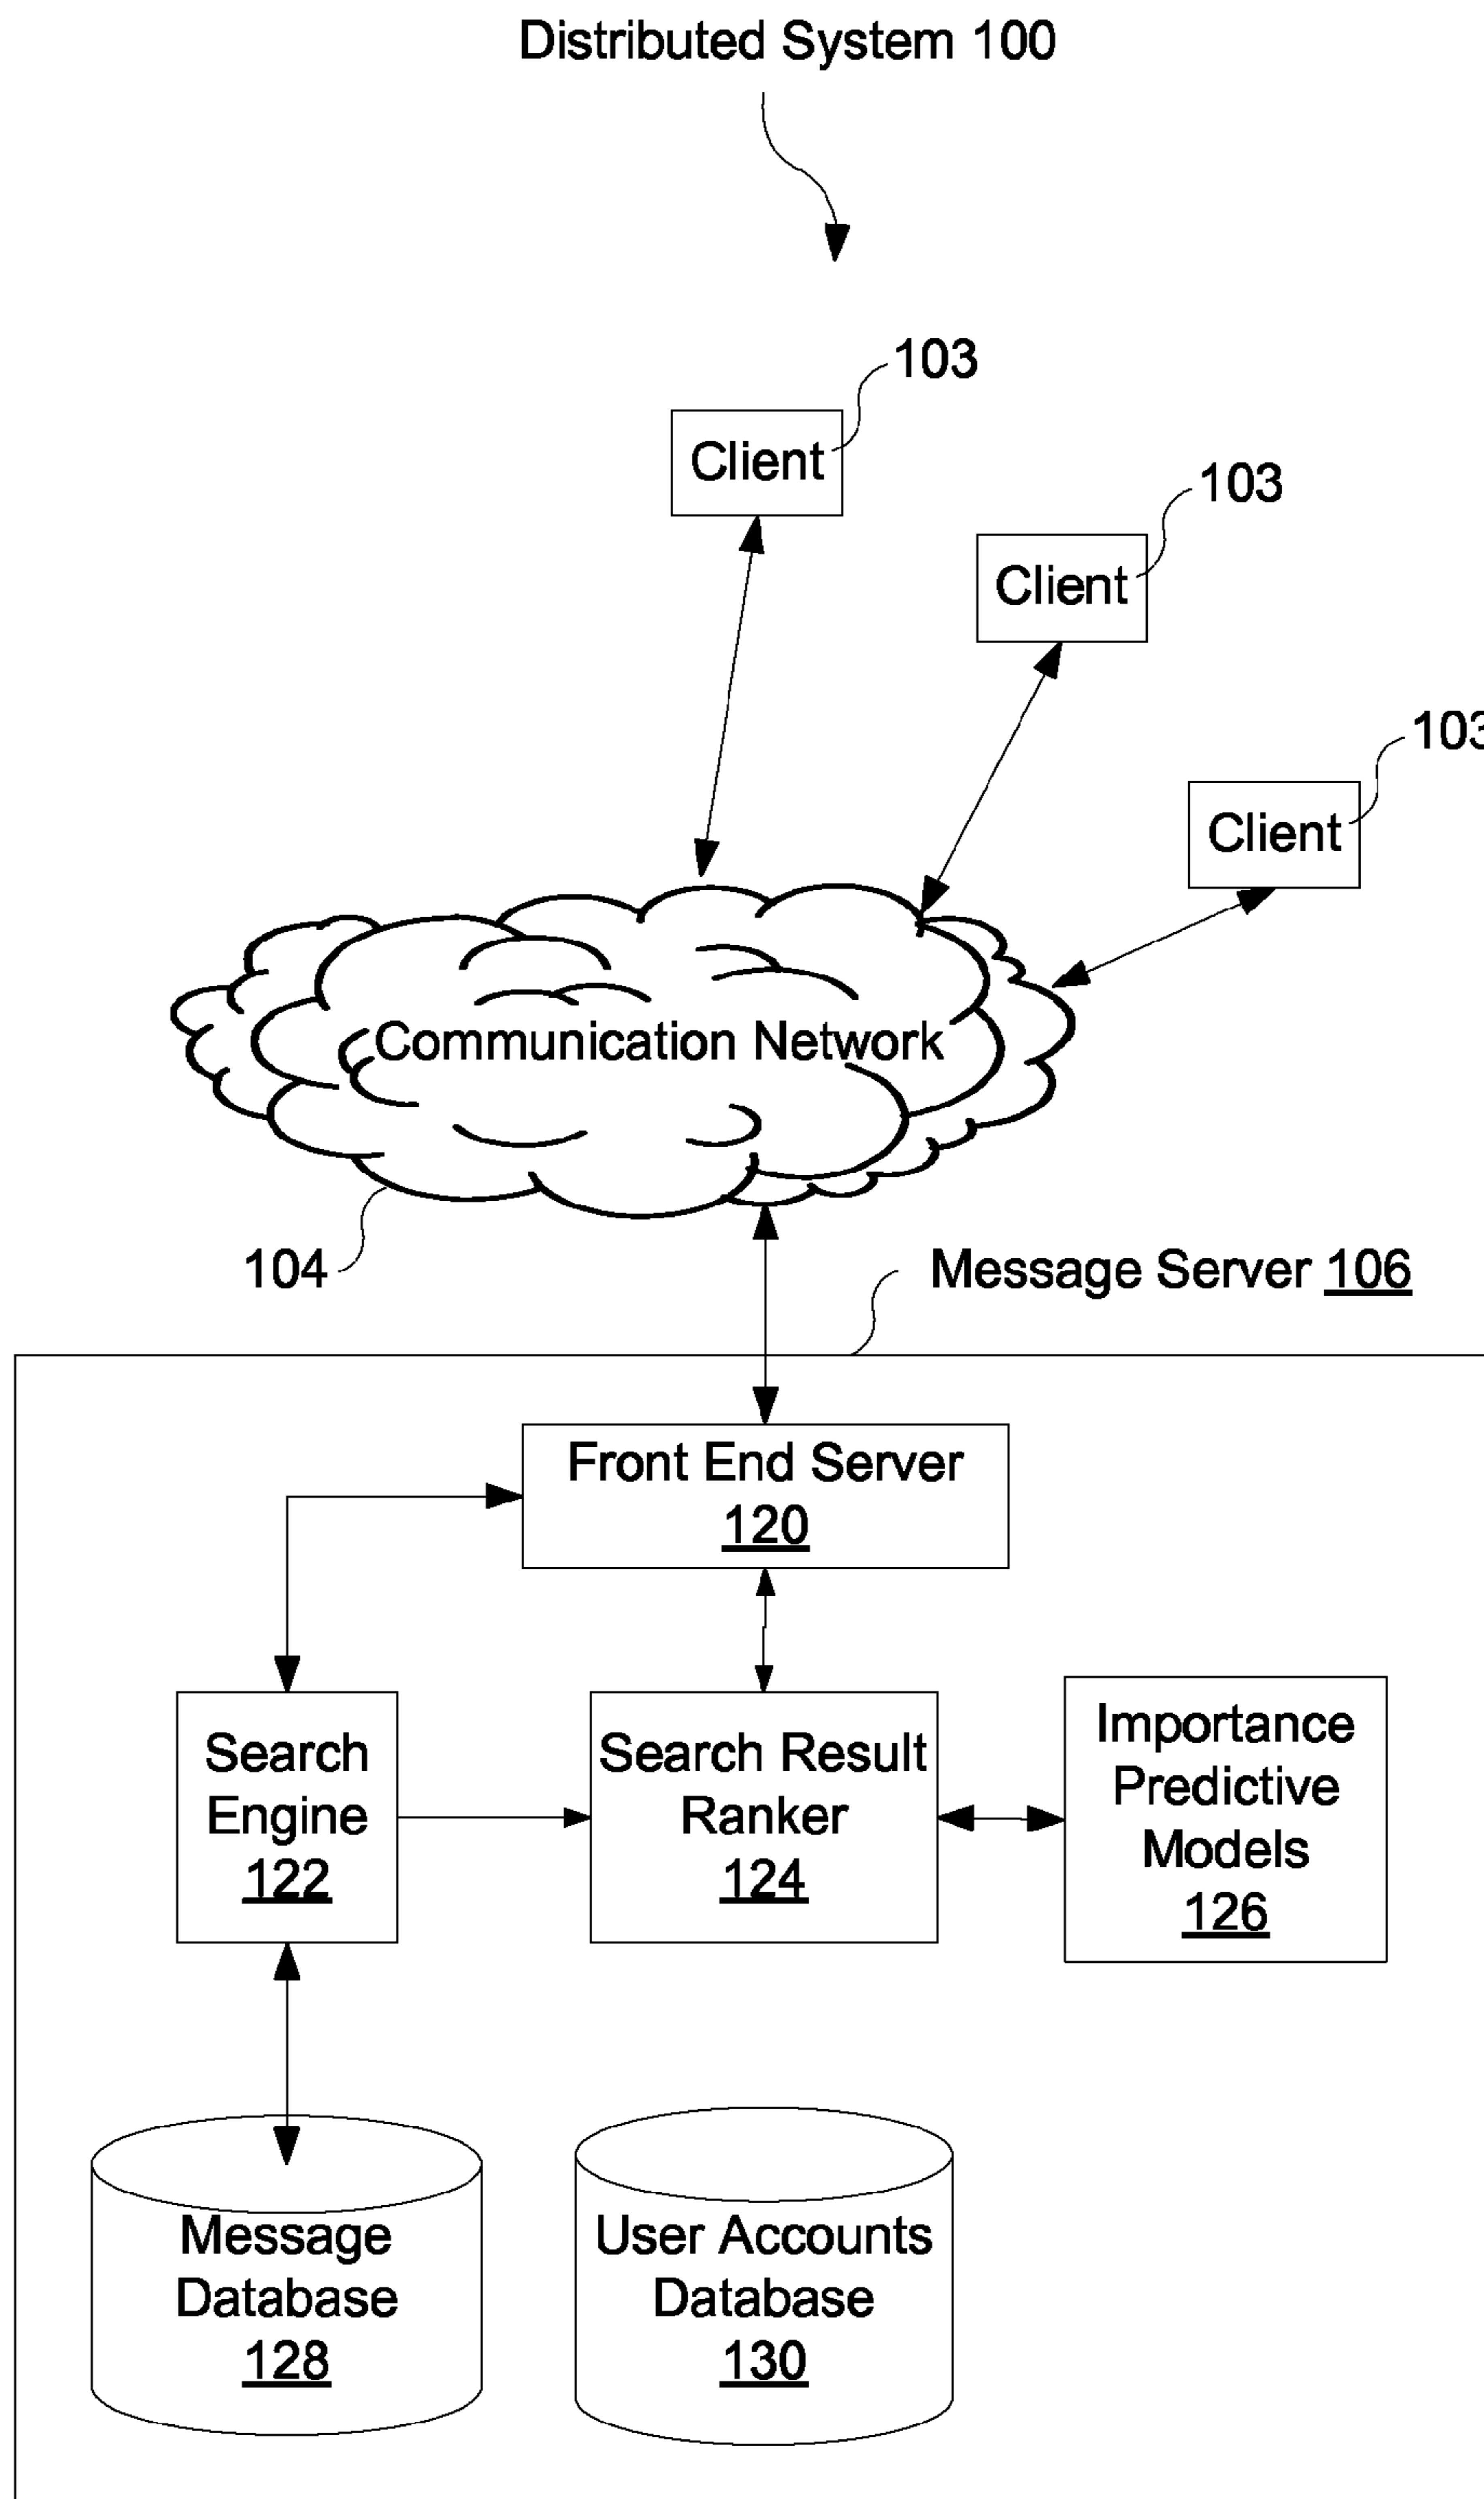 Distributed System 100
103
Client
103
Client
103
Client
Communication Network
104
Message Server 106
Front End Server
120
Search
Engine
122
Search Result
Ranker
124
Importance
Predictive
Models
126
Message
Database
128
User Accounts
Database
130